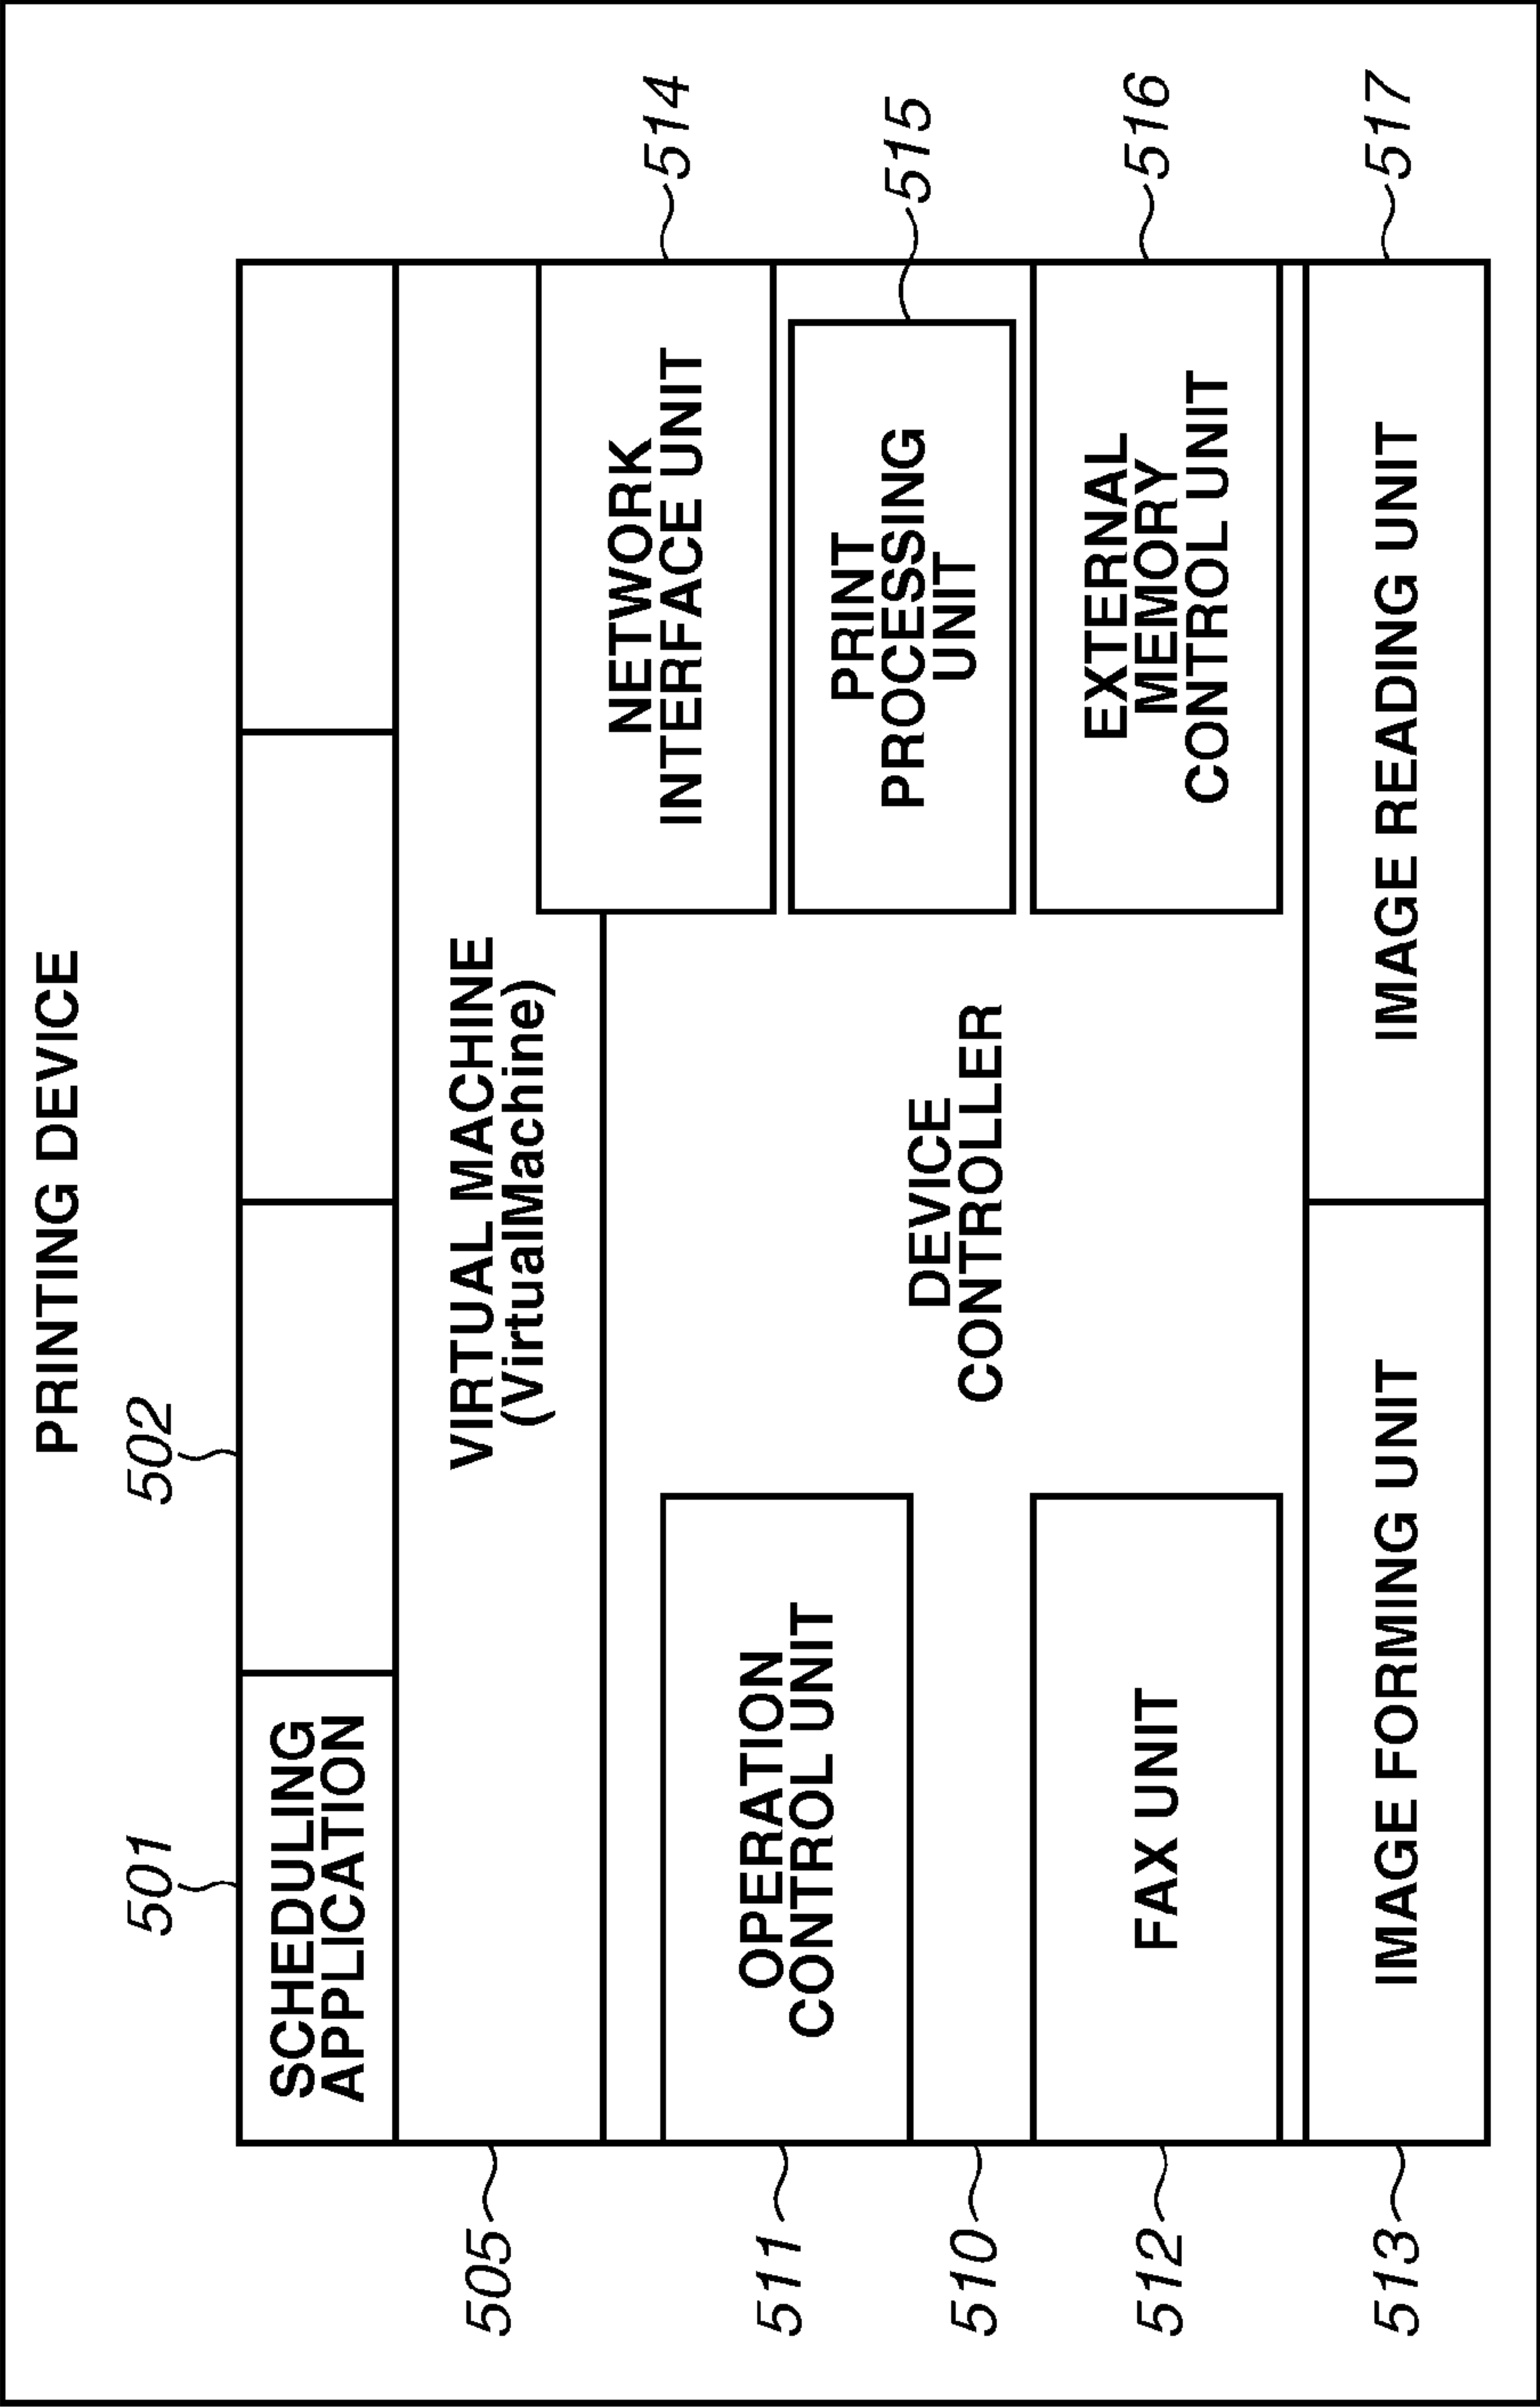 PRINTING DEVICE
501
502
SCHEDULING
APPLICATION
505
VIRTUAL MACHINE
(VirtualMachine)
NETWORK
INTERFACE UNIT
514
511
OPERATION
CONTROL UNIT
510
DEVICE
CONTROLLER
PRINT
PROCESSING
UNIT
515
512
FAX UNIT
EXTERNAL
MEMORY
CONTROL UNIT
516
513
IMAGE FORMING UNIT
IMAGE READING UNIT
517